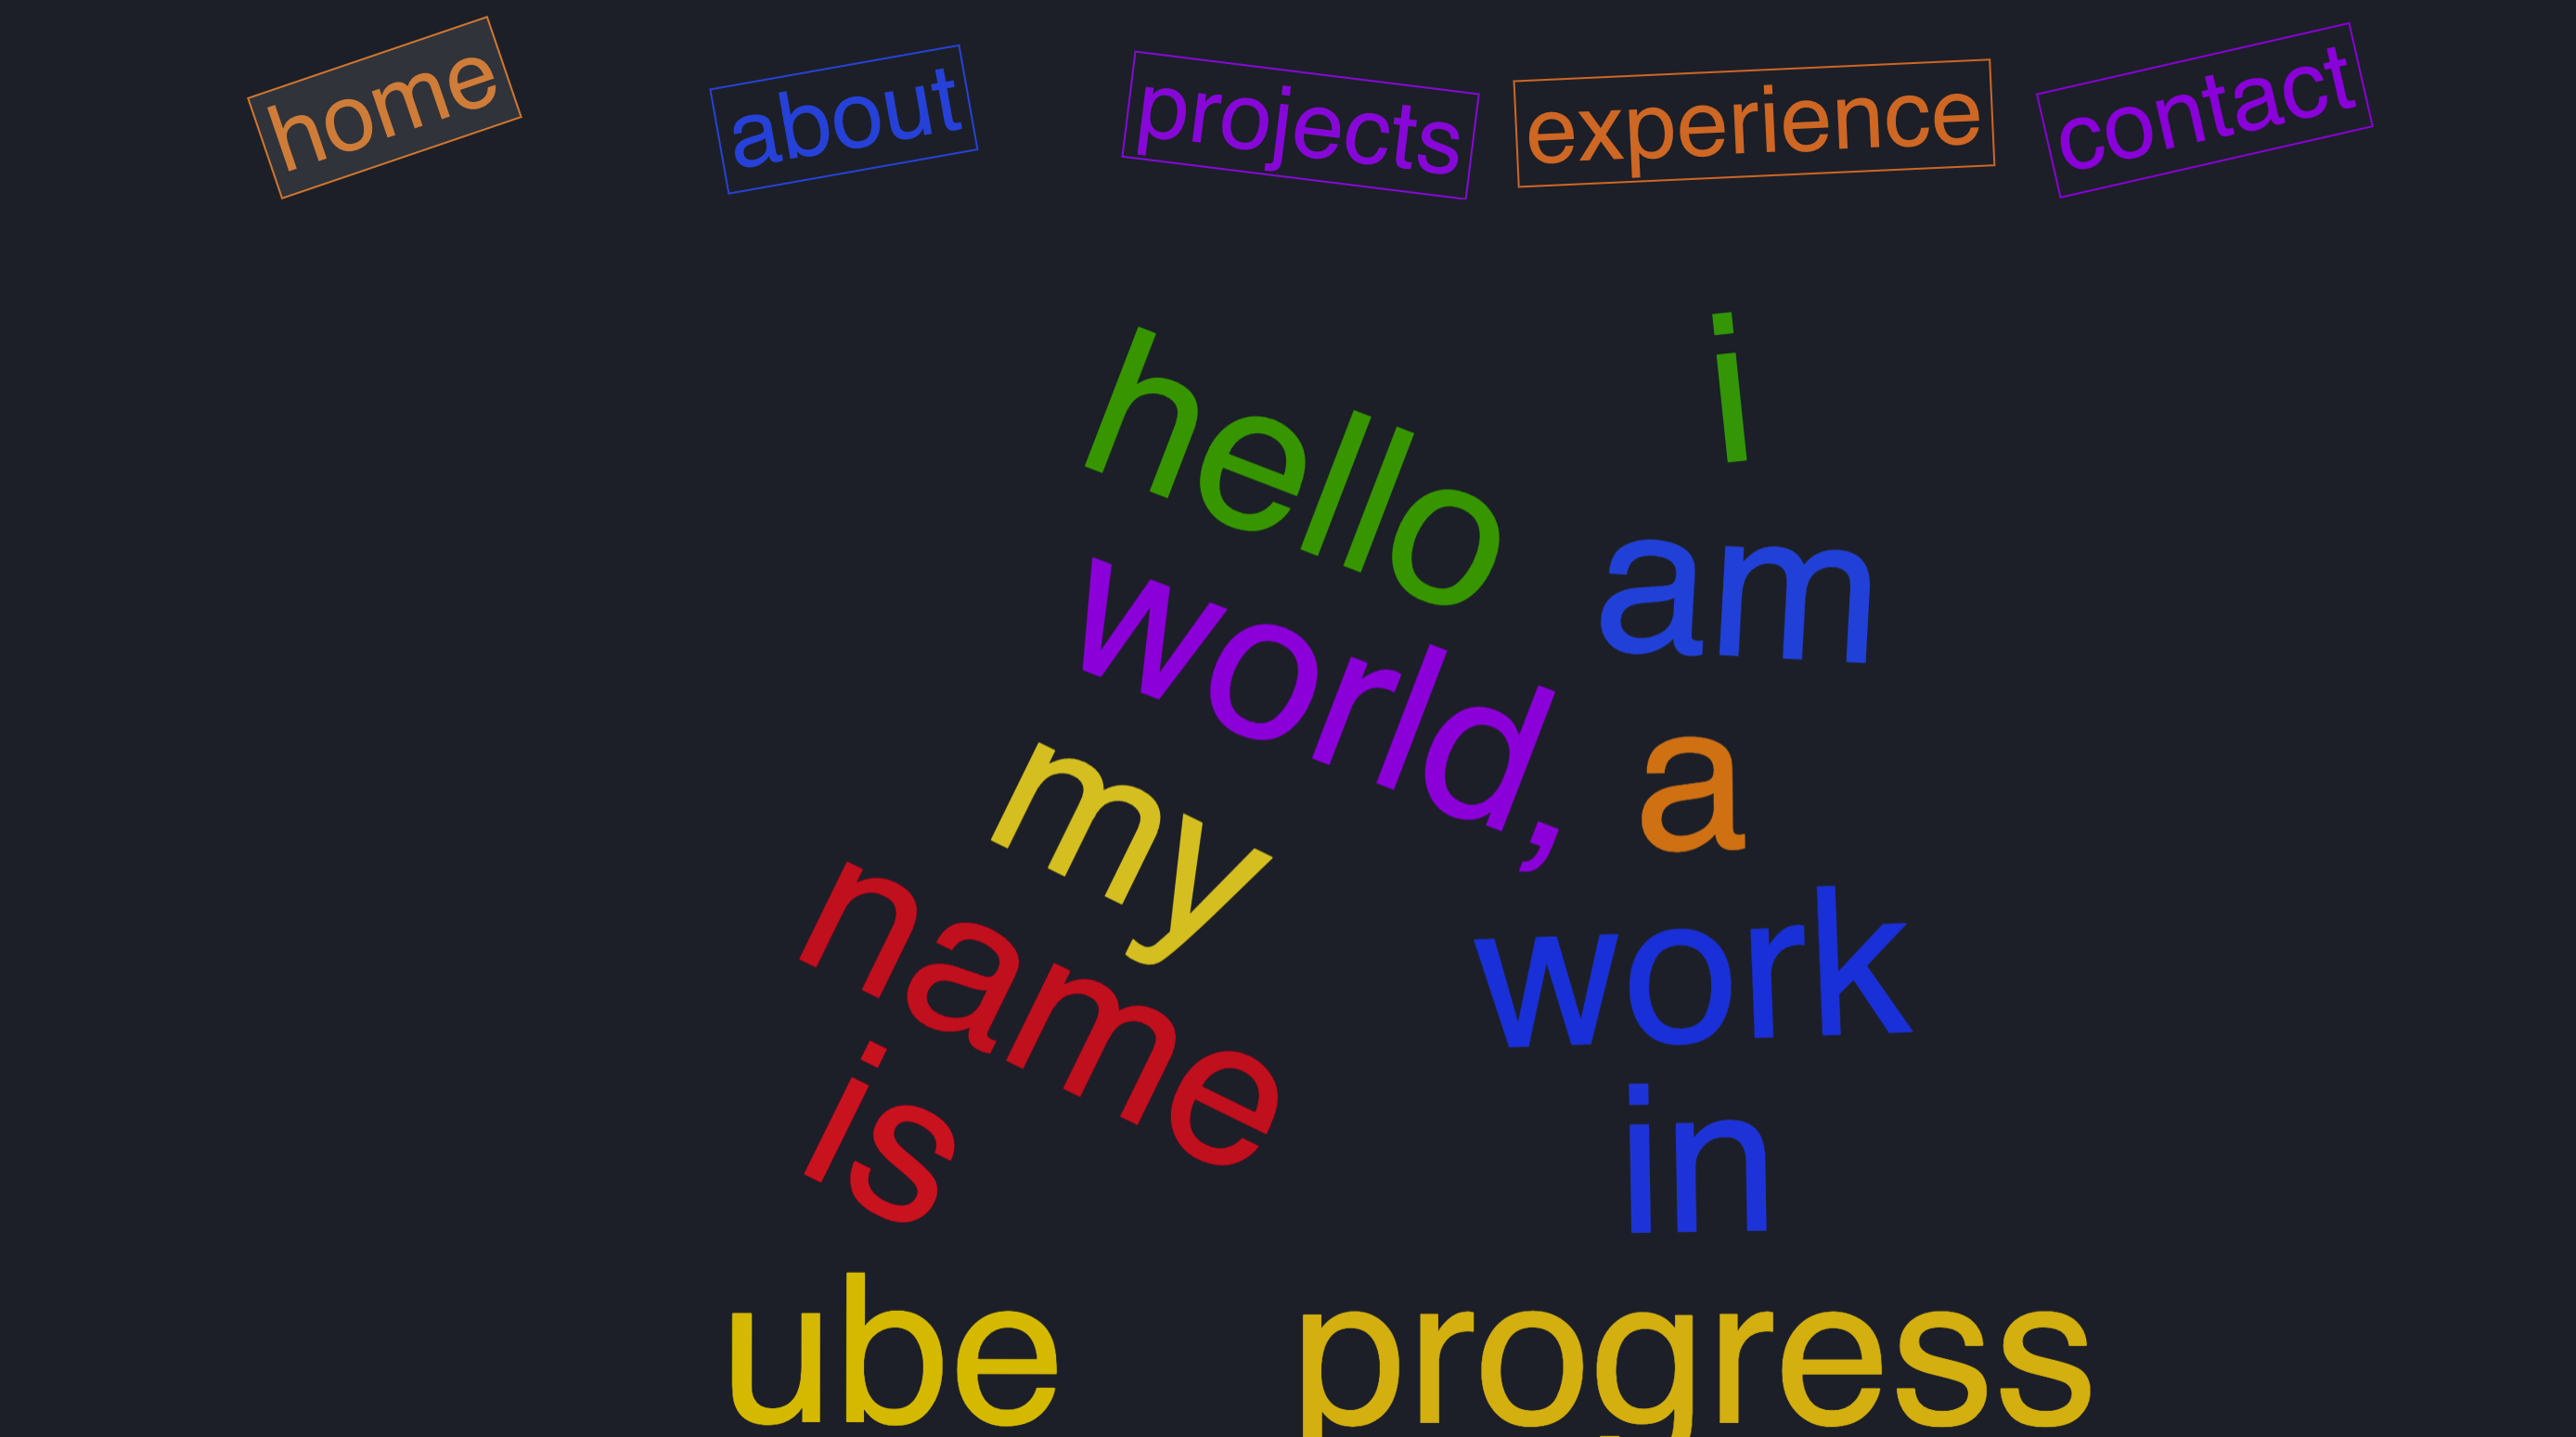 home
about
projects
experience
contact
hello
world,
my
name
is
ube
i
am
a
work
in
progress